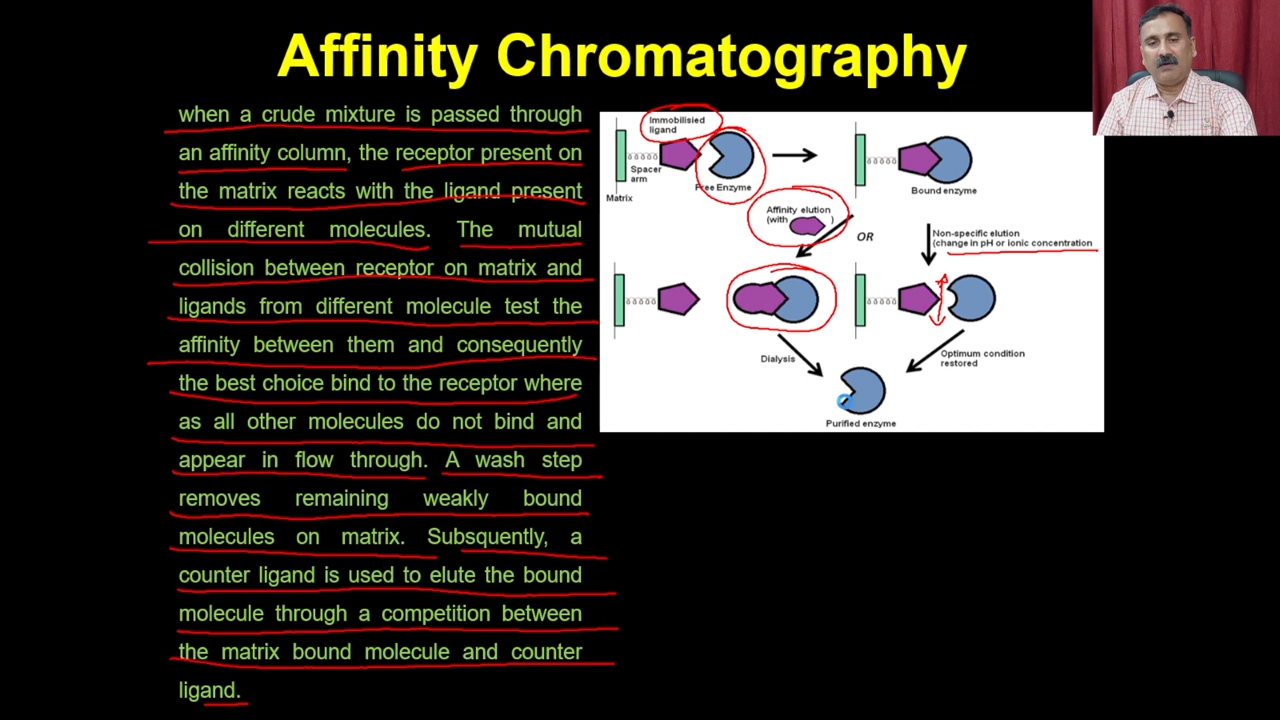 Affinity Chromatography
when a crude mixture is passed through
an affinity column, the receptor present on
the matrix reacts with the ligand present
on different molecules. The mutual
collision between receptor on matrix and
ligands from different molecule test the
affinity between them and consequently
the best choice bind to the receptor where
as all other molecules do not bind and
appear in flow through. A wash step
removes remaining weakly bound
molecules on matrix. Subsquently, a
counter ligand is used to elute the bound
molecule through a competition between
the matrix bound molecule and counter
ligand.
Immobilisied
ligand
Spacer
arm
Matrix
Free Enzyme
Bound enzyme
Affinity elution
(with )
OR
Non-specific elution
(change in pH or ionic concentration
Dialysis
Optimum condition
restored
Purified enzyme